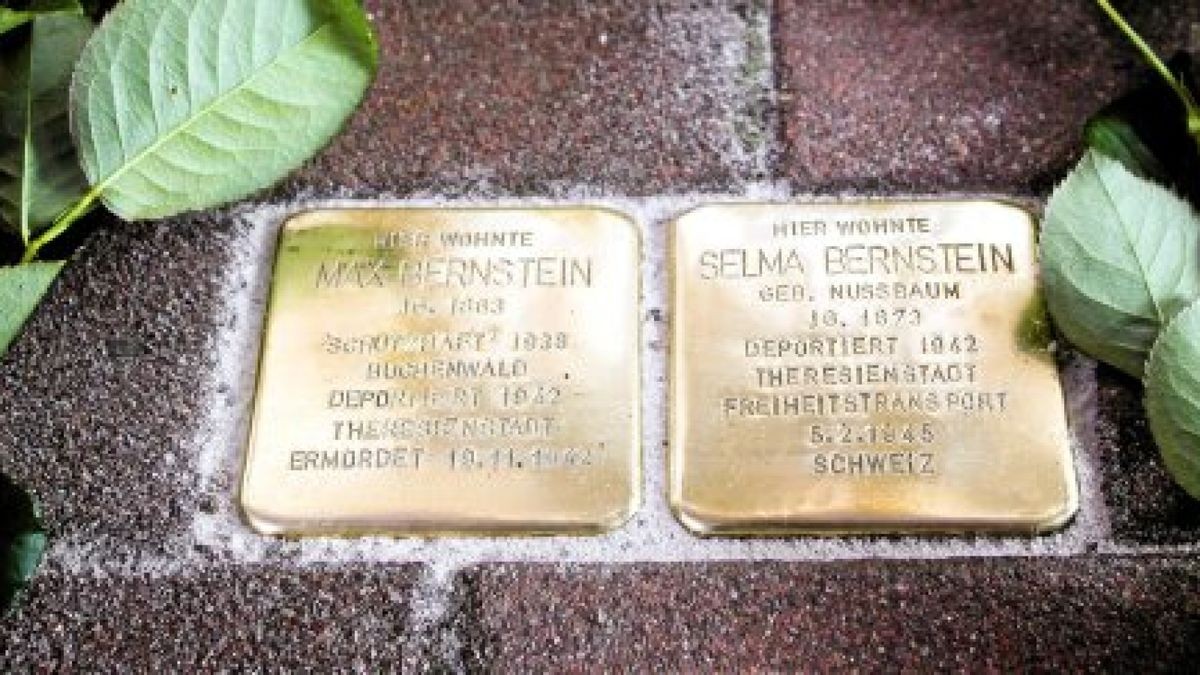 HIER WOHNTE
MAX BERNSTEIN
JG. 1863
"SCHUTZHAFT" 1938
BUCHENWALD
DEPORTIERT 1942
THERESIENSTADT
ERMORDET 19.11.1942
HIER WOHNTE
SELMA BERNSTEIN
GEB. NUSSBAUM
JG. 1873
DEPORTIERT 1942
THERESIENSTADT
FREIHEITSTRANSPORT
5.2.1945
SCHWEIZ